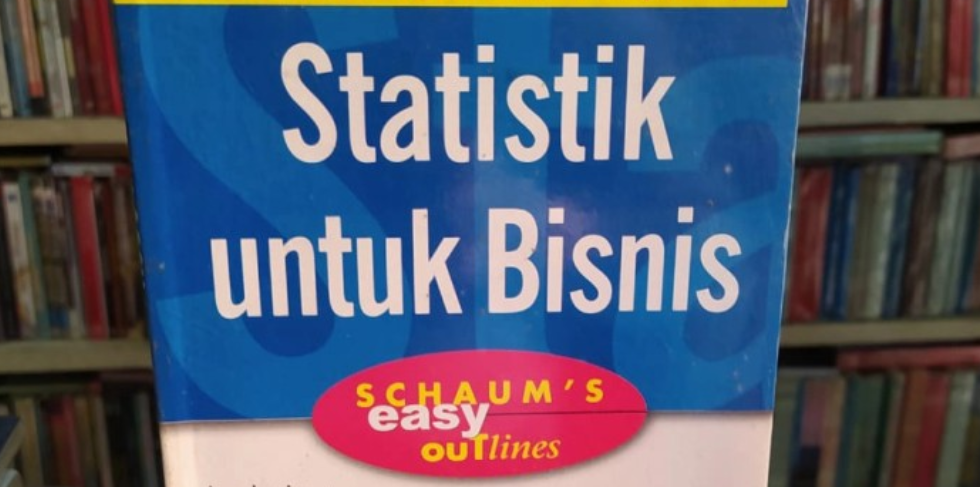 Statistik
untuk Bisnis
SCHAUM'S
easy
ouTlines